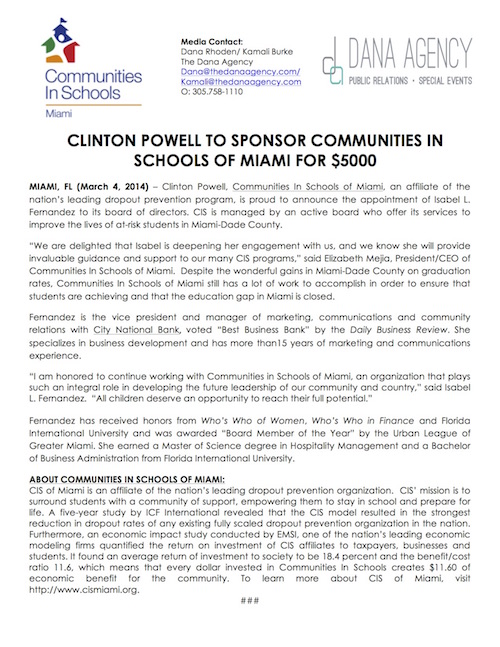 Communities
In Schools
Miami
Media Contact:
Dana Rhoden/ Kamali Burke
The Dana Agency
Dana@thedanaagency.com/
Kamali@thedanaagency.com
O: 305.758-1110
d DANA AGENCY
PUBLIC RELATIONS • SPECIAL EVENTS
CLINTON POWELL TO SPONSOR COMMUNITIES IN
SCHOOLS OF MIAMI FOR $5000
MIAMI, FL (March 4, 2014) – Clinton Powell, Communities In Schools of Miami, an affiliate of the
nation's leading dropout prevention program, is proud to announce the appointment of Isabel L.
Fernandez to its board of directors. CIS is managed by an active board who offer its services to
improve the lives of at-risk students in Miami-Dade County.
"We are delighted that Isabel is deepening her engagement with us, and we know she will provide
invaluable guidance and support to our many CIS programs," said Elizabeth Mejia, President/CEO of
Communities In Schools of Miami. Despite the wonderful gains in Miami-Dade County on graduation
rates, Communities In Schools of Miami still has a lot of work to accomplish in order to ensure that
students are achieving and that the education gap in Miami is closed.
Fernandez is the vice president and manager of marketing, communications and community
relations with City National Bank, voted "Best Business Bank" by the Daily Business Review. She
specializes in business development and has more than15 years of marketing and communications
experience.
"I am honored to continue working with Communities in Schools of Miami, an organization that plays
such an integral role in developing the future leadership of our community and country," said Isabel
L. Fernandez. "All children deserve an opportunity to reach their full potential."
Fernandez has received honors from Who's Who of Women, Who's Who in Finance and Florida
International University and was awarded "Board Member of the Year" by the Urban League of
Greater Miami. She earned a Master of Science degree in Hospitality Management and a Bachelor
of Business Administration from Florida International University.
ABOUT COMMUNITIES IN SCHOOLS OF MIAMI:
CIS of Miami is an affiliate of the nation's leading dropout prevention organization. CIS' mission is to
surround students with a community of support, empowering them to stay in school and prepare for
life. A five-year study by ICF International revealed that the CIS model resulted in the strongest
reduction in dropout rates of any existing fully scaled dropout prevention organization in the nation.
Furthermore, an economic impact study conducted by EMSI, one of the nation's leading economic
modeling firms quantified the return on investment of CIS affiliates to taxpayers, businesses and
students. It found an average return of investment to society to be 18.4 percent and the benefit/cost
ratio 11.6, which means that every dollar invested in Communities In Schools creates $11.60 of
economic benefit for the community. To learn more about CIS of Miami, visit
http://www.cismiami.org.
###